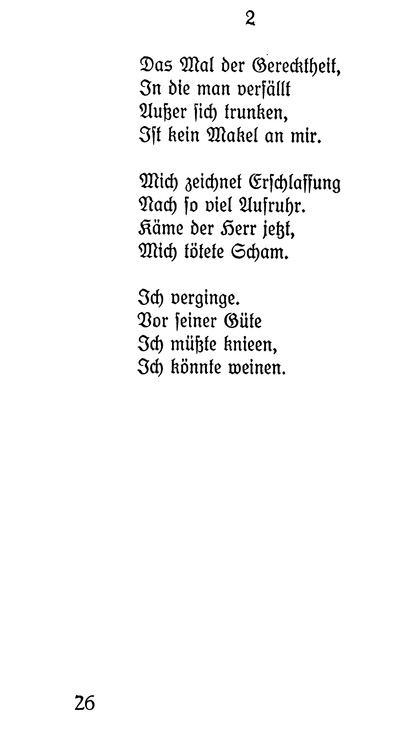 2
Das Mal der Gerecktheit,
In die man verfällt
Außer sich trunken,
Ist kein Makel an mir.
Mich zeichnet Erschlaffung
Nach so viel Aufruhr.
Käme der Herr jetzt,
Mich tötete Scham.
Ich verginge.
Vor seiner Güte
Ich müßte knieen,
Ich könnte weinen.
26